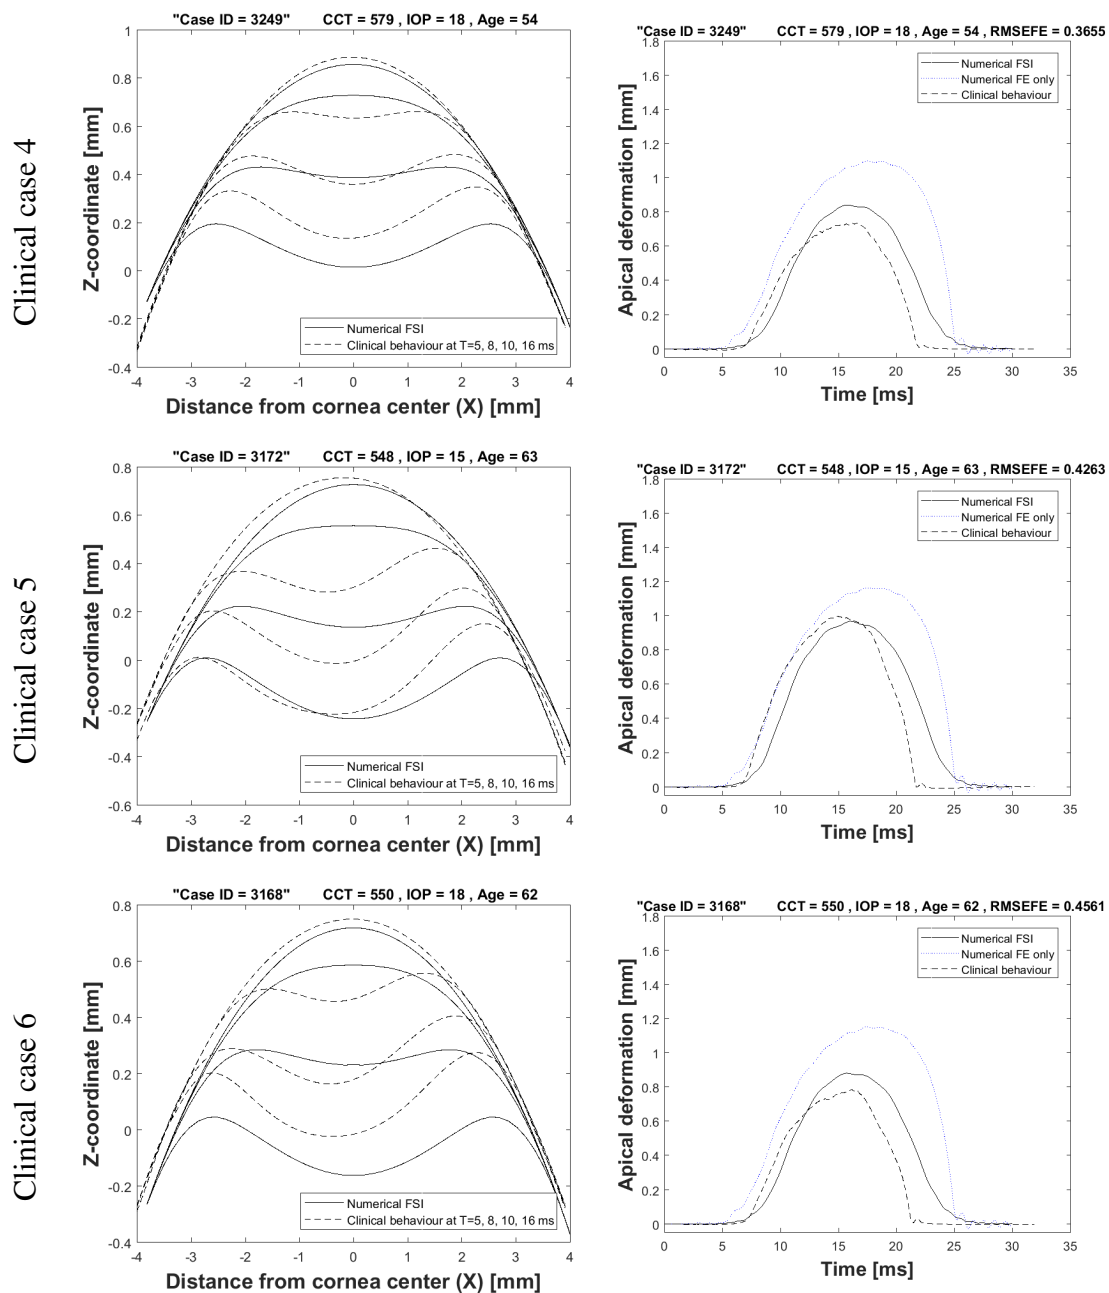 Clinical case 4
"Case ID = 3249" CCT = 579 , IOP = 18 , Age = 54
1
0.8
0.6
0.4
0.2
0
-0.2
-0.4
Z-coordinate [mm]
Numerical FSI
Clinical behaviour at T=5, 8, 10, 16 ms
-4 -3 -2 -1 0 1 2 3 4
Distance from cornea center (X) [mm]
"Case ID = 3249" CCT = 579 , IOP = 18 , Age = 54 , RMSEFE = 0.3655
1.8
1.6
1.4
1.2
1
0.8
0.6
0.4
0.2
0
Apical deformation [mm]
Numerical FSI
Numerical FE only
Clinical behaviour
0 5 10 15 20 25 30 35
Time [ms]
Clinical case 5
"Case ID = 3172" CCT = 548 , IOP = 15 , Age = 63
0.8
0.6
0.4
0.2
0
-0.2
-0.4
-0.6
Z-coordinate [mm]
Numerical FSI
Clinical behaviour at T=5, 8, 10, 16 ms
-4 -3 -2 -1 0 1 2 3 4
Distance from cornea center (X) [mm]
"Case ID = 3172" CCT = 548 , IOP = 15 , Age = 63 , RMSEFE = 0.4263
1.8
1.6
1.4
1.2
1
0.8
0.6
0.4
0.2
0
Apical deformation [mm]
Numerical FSI
Numerical FE only
Clinical behaviour
0 5 10 15 20 25 30 35
Time [ms]
Clinical case 6
"Case ID = 3168" CCT = 550 , IOP = 18 , Age = 62
0.8
0.6
0.4
0.2
0
-0.2
-0.4
Z-coordinate [mm]
Numerical FSI
Clinical behaviour at T=5, 8, 10, 16 ms
-4 -3 -2 -1 0 1 2 3 4
Distance from cornea center (X) [mm]
"Case ID = 3168" CCT = 550 , IOP = 18 , Age = 62 , RMSEFE = 0.4561
1.8
1.6
1.4
1.2
1
0.8
0.6
0.4
0.2
0
Apical deformation [mm]
Numerical FSI
Numerical FE only
Clinical behaviour
0 5 10 15 20 25 30 35
Time [ms]